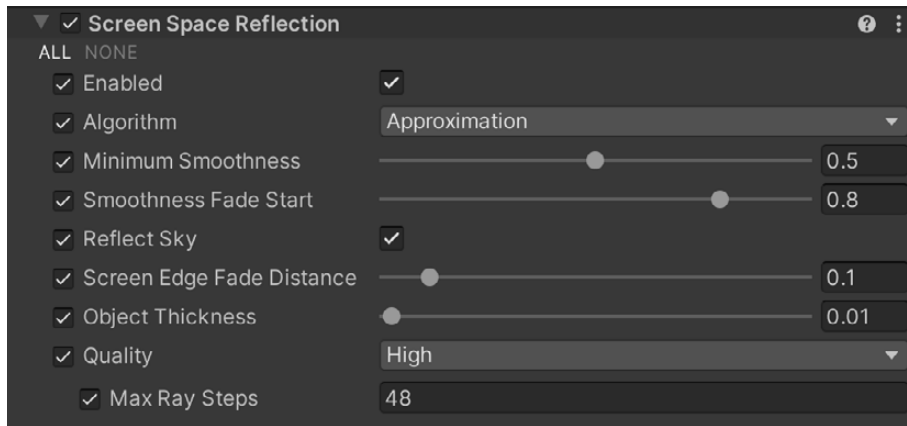 Screen Space Reflection
ALL NONE
Enabled
Algorithm Approximation
Minimum Smoothness 0.5
Smoothness Fade Start 0.8
Reflect Sky
Screen Edge Fade Distance 0.1
Object Thickness 0.01
Quality High
Max Ray Steps 48